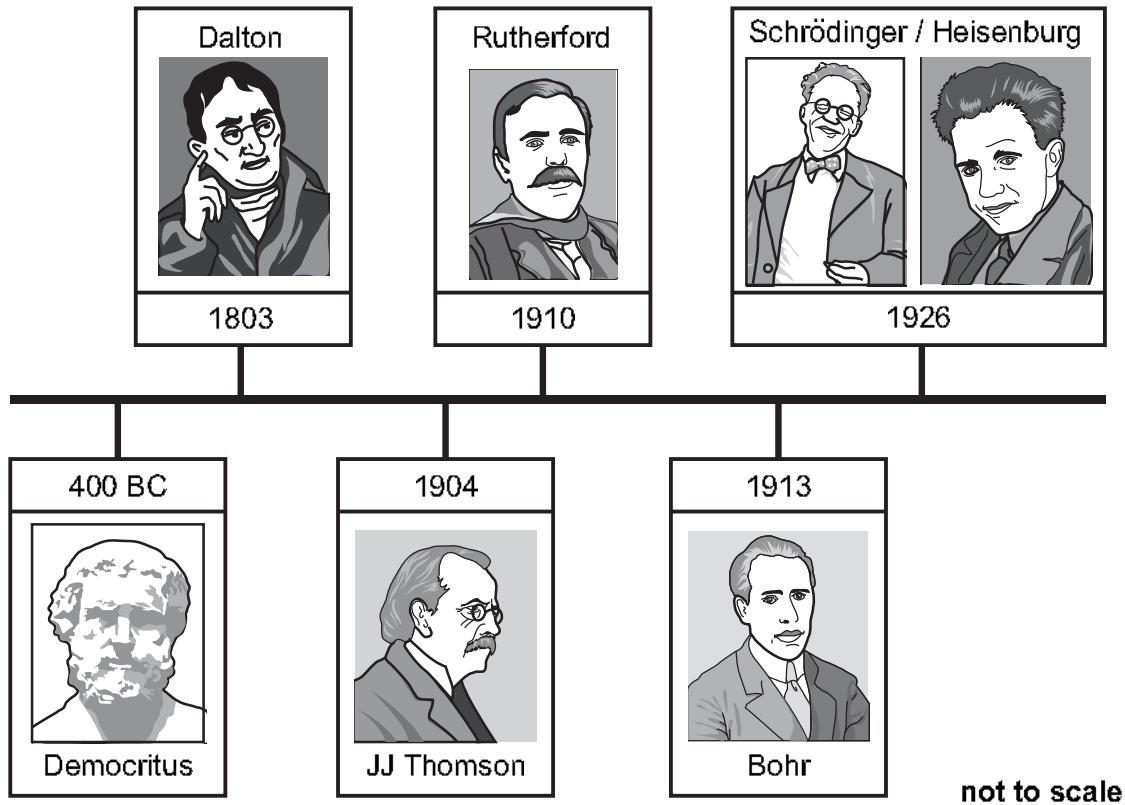 Dalton
1803
Rutherford
1910
Schrödinger / Heisenburg
1926
400 BC
Democritus
1904
JJ Thomson
1913
Bohr
not to scale